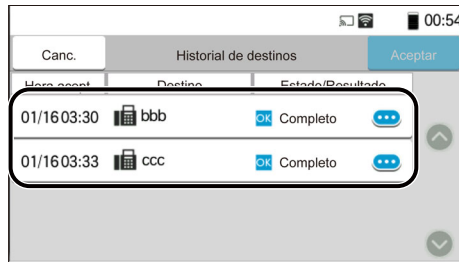 00:54
Canc. Historial de destinos Aceptar
Hora acept. Destino Estado/Resultado
01/16 03:30 bbb OK Completo
01/16 03:33 ccc OK Completo